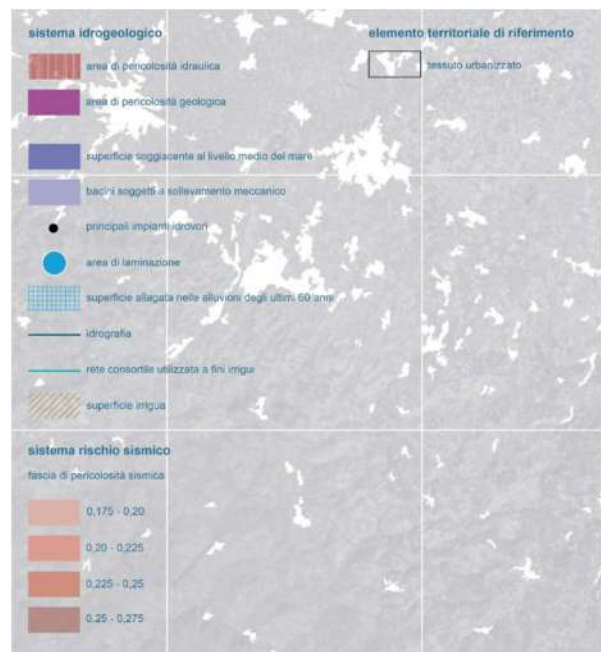 sistema idrogeologico
area di pericolosità idraulica
area di pericolosità geologica
superficie soggiacente al livello medio del mare
bacini soggetti a sollevamento meccanico
principali impianti idrovori
area di laminazione
superficie allagata nelle alluvioni degli ultimi 60 anni
idrografia
rete consortile utilizzata a fini irrigui
superficie irrigua
sistema rischio sismico
fascia di pericolosità sismica
0,175 - 0,20
0,20 - 0,225
0,225 - 0,25
0,25 - 0,275
elemento territoriale di riferimento
tessuto urbanizzato